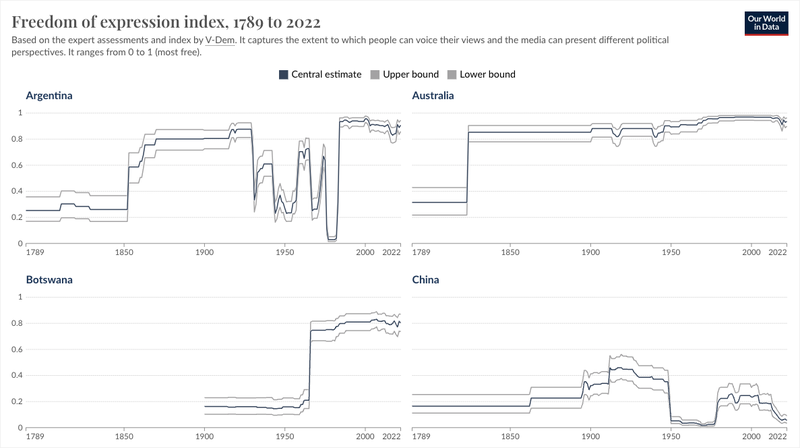 Freedom of expression index, 1789 to 2022
Our World
in Data
Based on the expert assessments and index by V-Dem. It captures the extent to which people can voice their views and the media can present different political
perspectives. It ranges from 0 to 1 (most free).
Central estimate Upper bound Lower bound
Argentina
1
0.8
0.6
0.4
0.2
0
1789 1850 1900 1950 2000 2022
Australia
1789 1850 1900 1950 2000 2022
Botswana
1
0.8
0.6
0.4
0.2
0
1789 1850 1900 1950 2000 2022
China
1789 1850 1900 1950 2000 2022